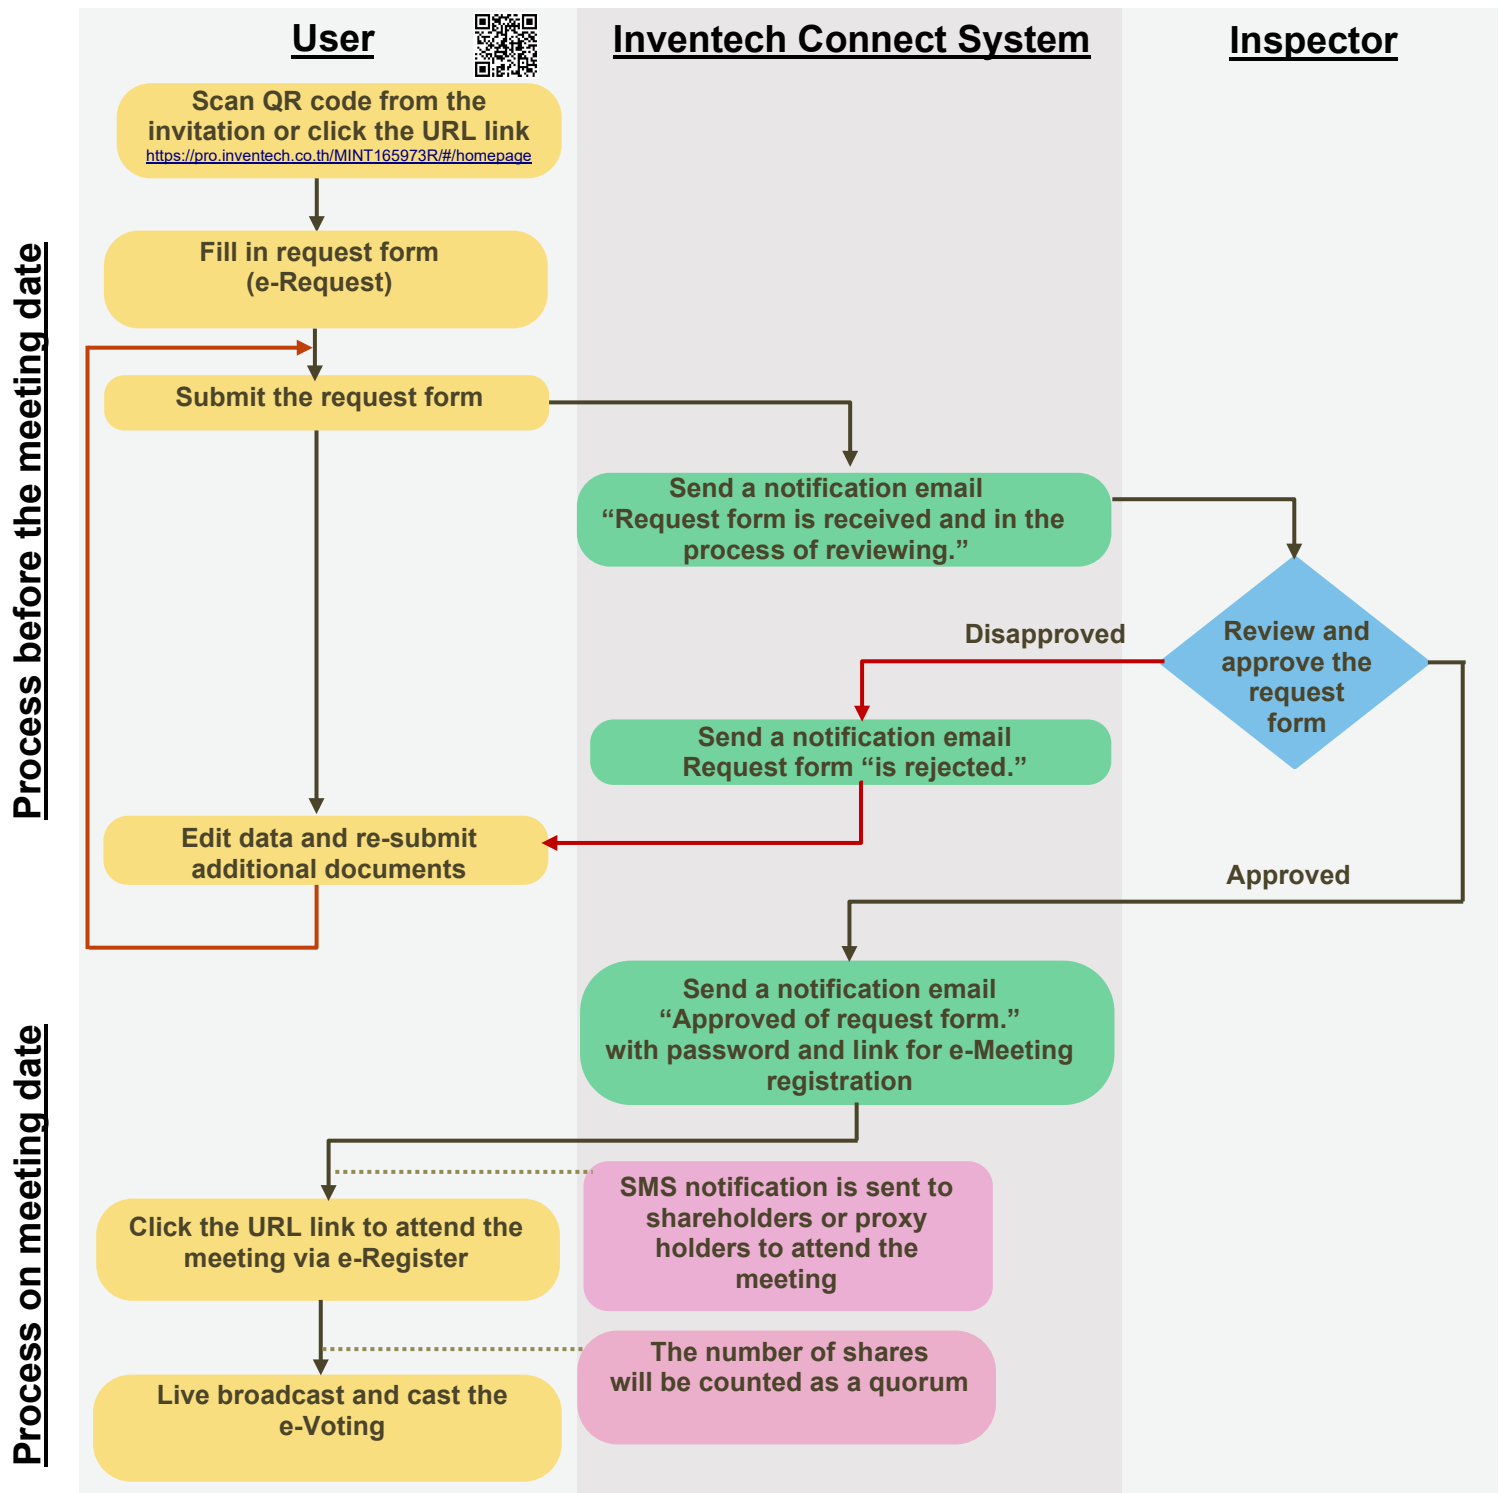 User
Inventech Connect System
Inspector
Process before the meeting date
Scan QR code from the
invitation or click the URL link
https://pro.inventech.co.th/MINT165973R/#/homepage
Fill in request form
(e-Request)
Submit the request form
Send a notification email
“Request form is received and in the
process of reviewing.”
Disapproved
Review and
approve the
request
form
Send a notification email
Request form “is rejected.”
Edit data and re-submit
additional documents
Approved
Process on meeting date
Send a notification email
“Approved of request form.”
with password and link for e-Meeting
registration
SMS notification is sent to
shareholders or proxy
holders to attend the
meeting
Click the URL link to attend the
meeting via e-Register
The number of shares
will be counted as a quorum
Live broadcast and cast the
e-Voting